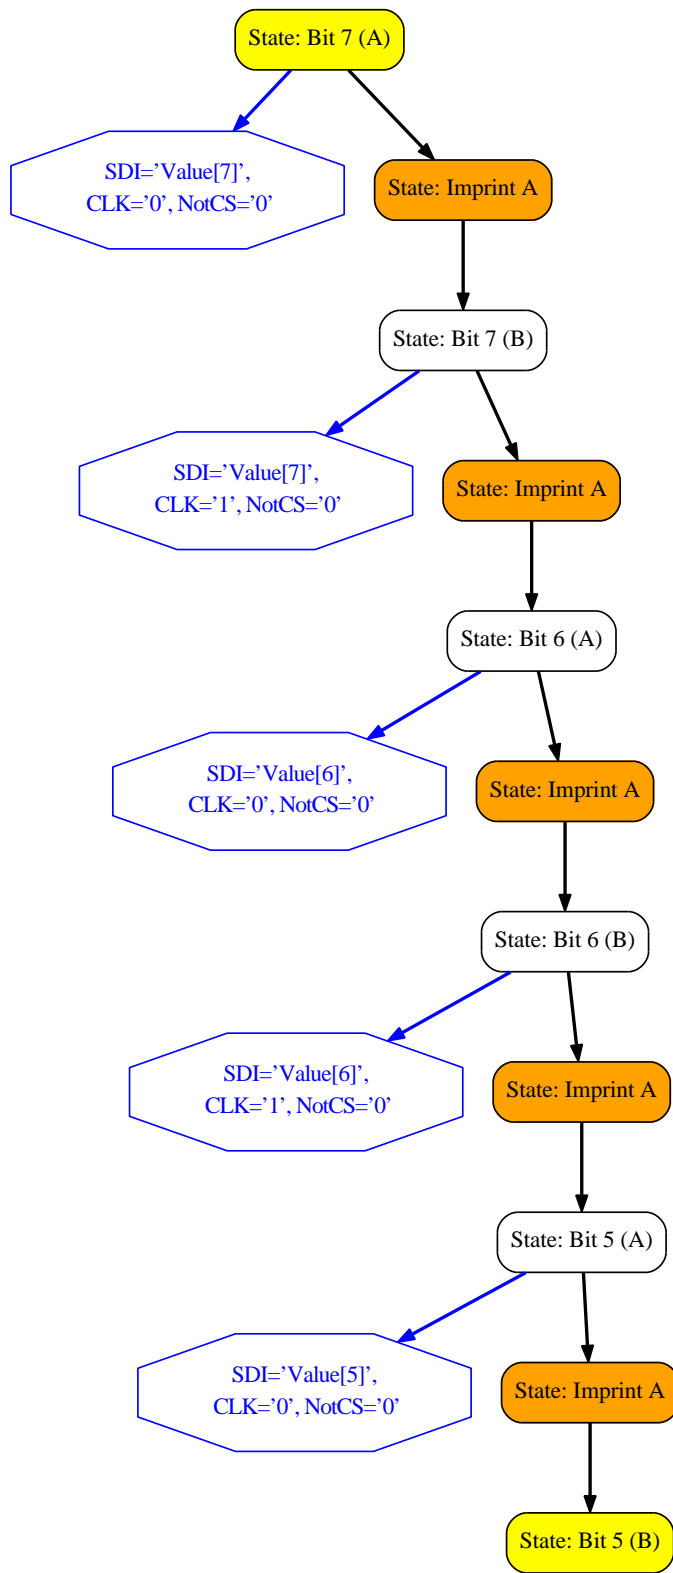 State: Bit 7 (A)
SDI=’Value[7]’,
CLK=’0’, NotCS=’0’
State: Imprint A
State: Bit 7 (B)
SDI=’Value[7]’,
CLK=’1’, NotCS=’0’
State: Imprint A
State: Bit 6 (A)
SDI=’Value[6]’,
CLK=’0’, NotCS=’0’
State: Imprint A
State: Bit 6 (B)
SDI=’Value[6]’,
CLK=’1’, NotCS=’0’
State: Imprint A
State: Bit 5 (A)
SDI=’Value[5]’,
CLK=’0’, NotCS=’0’
State: Imprint A
State: Bit 5 (B)